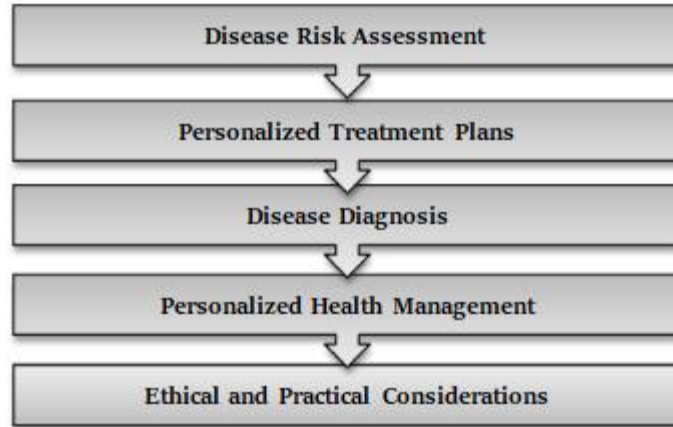 Disease Risk Assessment
Personalized Treatment Plans
Disease Diagnosis
Personalized Health Management
Ethical and Practical Considerations